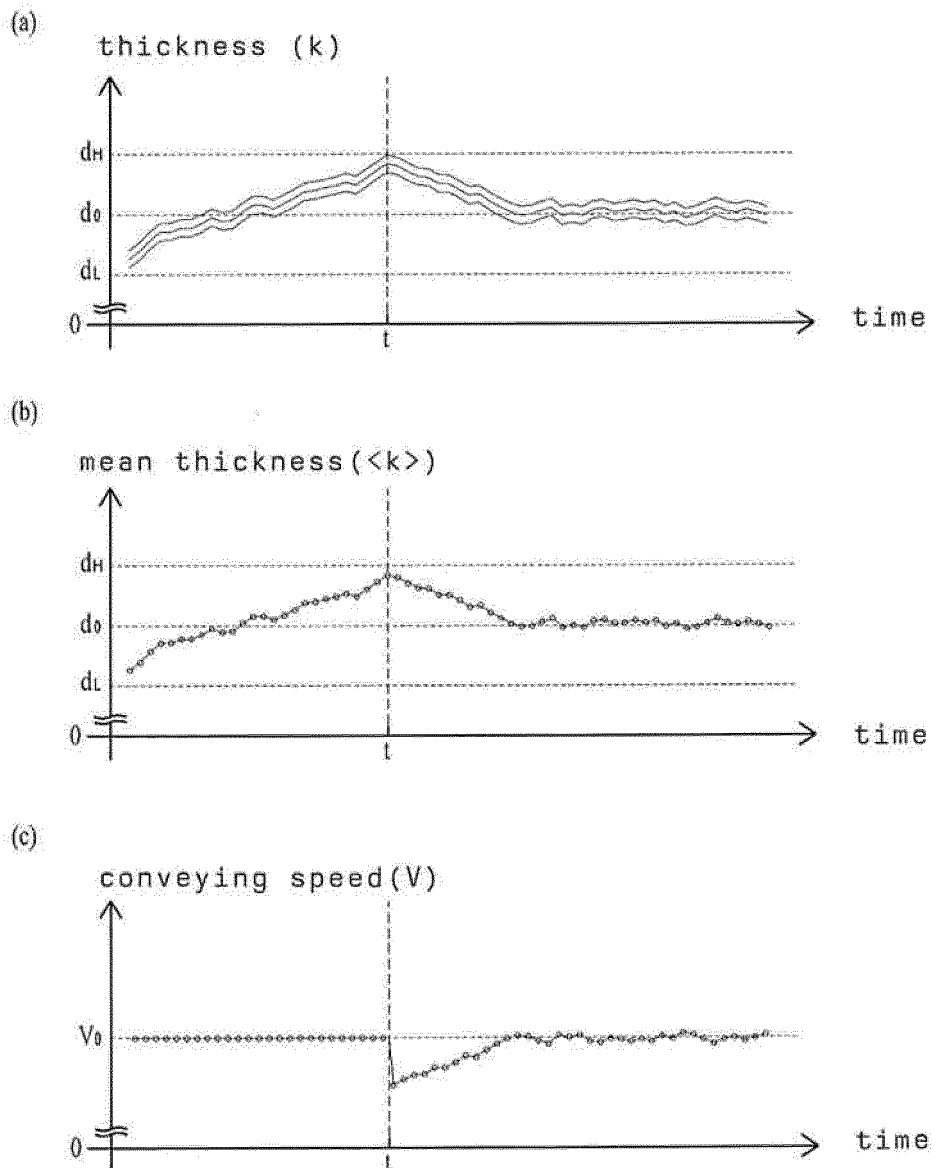 (a)
thickness (k)
dH
d0
dL
0
t
time
(b)
mean thickness(<k>)
dH
d0
dL
0
t
time
(c)
conveying speed(V)
V0
0
t
time